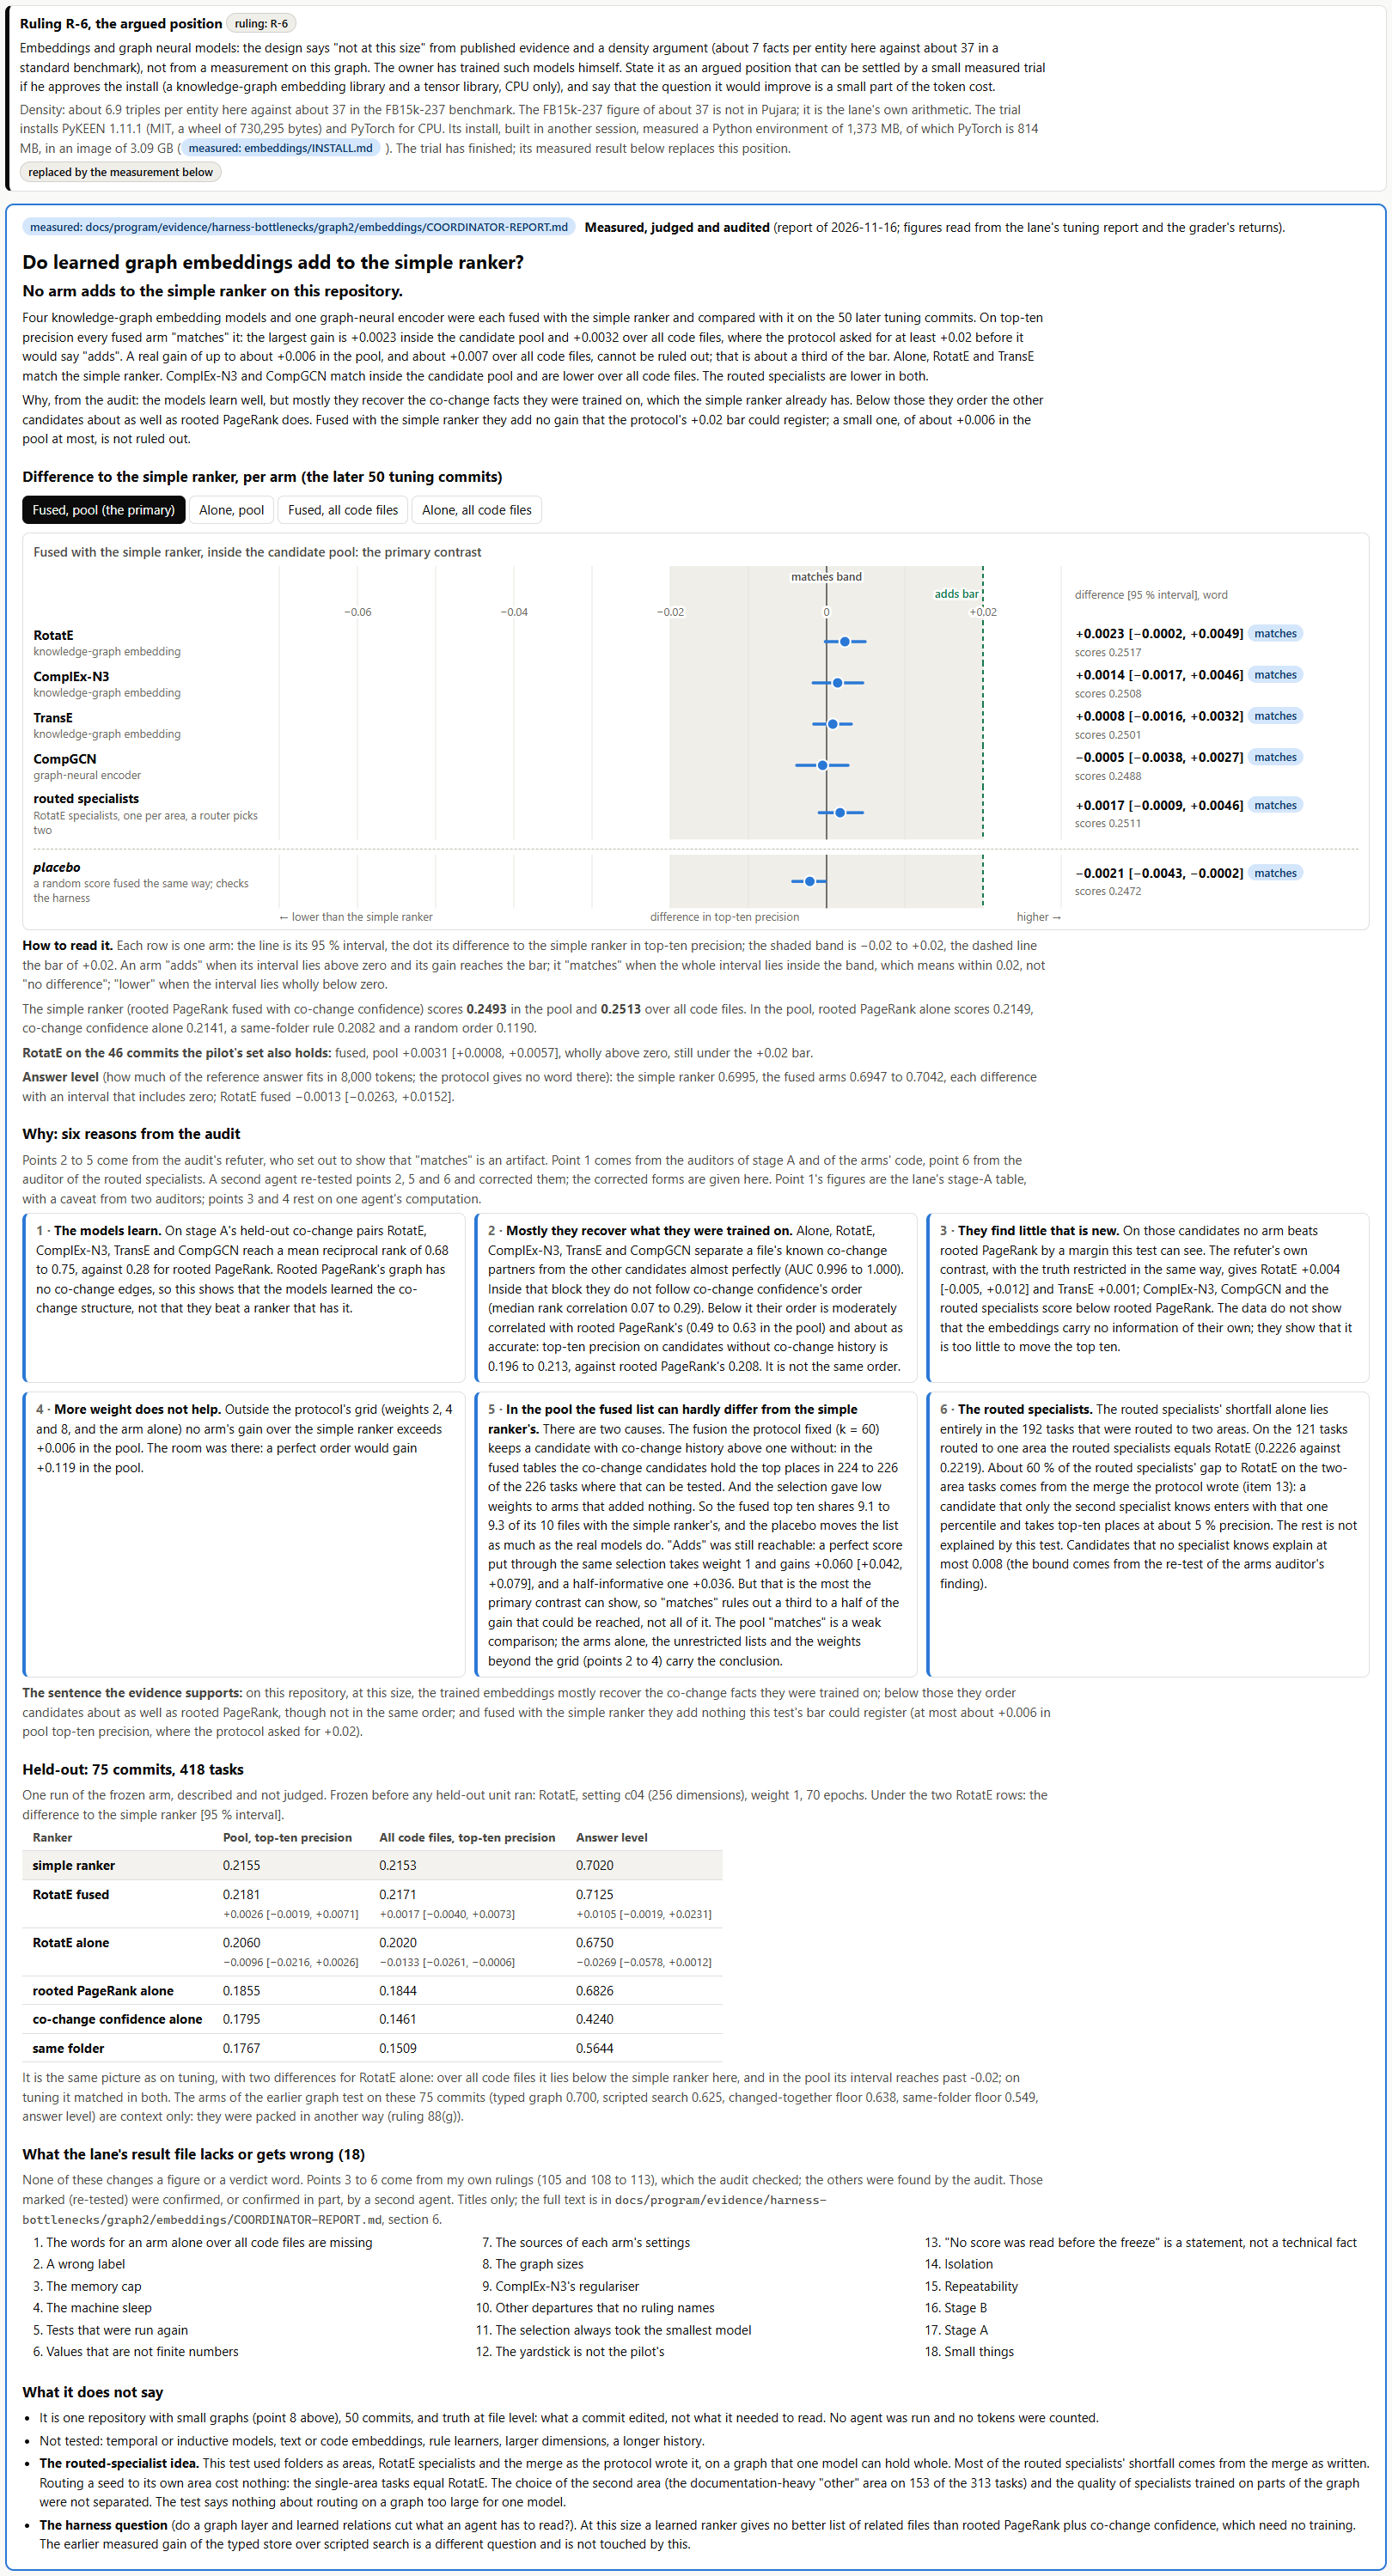 Ruling R-6, the argued position ruling: R-6
Embeddings and graph neural models: the design says "not at this size" from published evidence and a density argument (about 7 facts per entity here against about 37 in a
standard benchmark), not from a measurement on this graph. The owner has trained such models himself. State it as an argued position that can be settled by a small measured trial
if he approves the install (a knowledge-graph embedding library and a tensor library, CPU only), and say that the question it would improve is a small part of the token cost.
Density: about 6.9 triples per entity here against about 37 in the FB15k-237 benchmark. The FB15k-237 figure of about 37 is not in Pujara; it is the lane's own arithmetic. The trial
installs PyKEEN 1.11.1 (MIT, a wheel of 730,295 bytes) and PyTorch for CPU. Its install, built in another session, measured a Python environment of 1,373 MB, of which PyTorch is 814
MB, in an image of 3.09 GB ( measured: embeddings/INSTALL.md ). The trial has finished; its measured result below replaces this position.
replaced by the measurement below
measured: docs/program/evidence/harness-bottlenecks/graph2/embeddings/COORDINATOR-REPORT.md Measured, judged and audited (report of 2026-11-16; figures read from the lane's tuning report and the grader's returns).
Do learned graph embeddings add to the simple ranker?
No arm adds to the simple ranker on this repository.
Four knowledge-graph embedding models and one graph-neural encoder were each fused with the simple ranker and compared with it on the 50 later tuning commits. On top-ten
precision every fused arm "matches" it: the largest gain is +0.0023 inside the candidate pool and +0.0032 over all code files, where the protocol asked for at least +0.02 before it
would say "adds". A real gain of up to about +0.006 in the pool, and about +0.007 over all code files, cannot be ruled out; that is about a third of the bar. Alone, RotatE and TransE
match the simple ranker. ComplEx-N3 and CompGCN match inside the candidate pool and are lower over all code files. The routed specialists are lower in both.
Why, from the audit: the models learn well, but mostly they recover the co-change facts they were trained on, which the simple ranker already has. Below those they order the other
candidates about as well as rooted PageRank does. Fused with the simple ranker they add no gain that the protocol's +0.02 bar could register; a small one, of about +0.006 in the
pool at most, is not ruled out.
Difference to the simple ranker, per arm (the later 50 tuning commits)
Fused, pool (the primary) Alone, pool Fused, all code files Alone, all code files
Fused with the simple ranker, inside the candidate pool: the primary contrast
matches band
adds bar difference [95 % interval], word
−0.06 −0.04 −0.02 0 +0.02
RotatE +0.0023 [−0.0002, +0.0049] matches
knowledge-graph embedding scores 0.2517
ComplEx-N3 +0.0014 [−0.0017, +0.0046] matches
knowledge-graph embedding scores 0.2508
TransE +0.0008 [−0.0016, +0.0032] matches
knowledge-graph embedding scores 0.2501
CompGCN −0.0005 [−0.0038, +0.0027] matches
graph-neural encoder scores 0.2488
routed specialists +0.0017 [−0.0009, +0.0046] matches
RotatE specialists, one per area, a router picks scores 0.2511
two
placebo −0.0021 [−0.0043, −0.0002] matches
a random score fused the same way; checks scores 0.2472
the harness
← lower than the simple ranker difference in top-ten precision higher →
How to read it. Each row is one arm: the line is its 95 % interval, the dot its difference to the simple ranker in top-ten precision; the shaded band is −0.02 to +0.02, the dashed line
the bar of +0.02. An arm "adds" when its interval lies above zero and its gain reaches the bar; it "matches" when the whole interval lies inside the band, which means within 0.02, not
"no difference"; "lower" when the interval lies wholly below zero.
The simple ranker (rooted PageRank fused with co-change confidence) scores 0.2493 in the pool and 0.2513 over all code files. In the pool, rooted PageRank alone scores 0.2149,
co-change confidence alone 0.2141, a same-folder rule 0.2082 and a random order 0.1190.
RotatE on the 46 commits the pilot's set also holds: fused, pool +0.0031 [+0.0008, +0.0057], wholly above zero, still under the +0.02 bar.
Answer level (how much of the reference answer fits in 8,000 tokens; the protocol gives no word there): the simple ranker 0.6995, the fused arms 0.6947 to 0.7042, each difference
with an interval that includes zero; RotatE fused −0.0013 [−0.0263, +0.0152].
Why: six reasons from the audit
Points 2 to 5 come from the audit's refuter, who set out to show that "matches" is an artifact. Point 1 comes from the auditors of stage A and of the arms' code, point 6 from the
auditor of the routed specialists. A second agent re-tested points 2, 5 and 6 and corrected them; the corrected forms are given here. Point 1's figures are the lane's stage-A table,
with a caveat from two auditors; points 3 and 4 rest on one agent's computation.
1 · The models learn. On stage A's held-out co-change pairs RotatE,
ComplEx-N3, TransE and CompGCN reach a mean reciprocal rank of 0.68
to 0.75, against 0.28 for rooted PageRank. Rooted PageRank's graph has
no co-change edges, so this shows that the models learned the co-
change structure, not that they beat a ranker that has it.
2 · Mostly they recover what they were trained on. Alone, RotatE,
ComplEx-N3, TransE and CompGCN separate a file's known co-change
partners from the other candidates almost perfectly (AUC 0.996 to 1.000).
Inside that block they do not follow co-change confidence's order
(median rank correlation 0.07 to 0.29). Below it their order is moderately
correlated with rooted PageRank's (0.49 to 0.63 in the pool) and about as
accurate: top-ten precision on candidates without co-change history is
0.196 to 0.213, against rooted PageRank's 0.208. It is not the same order.
3 · They find little that is new. On those candidates no arm beats
rooted PageRank by a margin this test can see. The refuter's own
contrast, with the truth restricted in the same way, gives RotatE +0.004
[-0.005, +0.012] and TransE +0.001; ComplEx-N3, CompGCN and the
routed specialists score below rooted PageRank. The data do not show
that the embeddings carry no information of their own; they show that it
is too little to move the top ten.
4 · More weight does not help. Outside the protocol's grid (weights 2, 4
and 8, and the arm alone) no arm's gain over the simple ranker exceeds
+0.006 in the pool. The room was there: a perfect order would gain
+0.119 in the pool.
5 · In the pool the fused list can hardly differ from the simple
ranker's. There are two causes. The fusion the protocol fixed (k = 60)
keeps a candidate with co-change history above one without: in the
fused tables the co-change candidates hold the top places in 224 to 226
of the 226 tasks where that can be tested. And the selection gave low
weights to arms that added nothing. So the fused top ten shares 9.1 to
9.3 of its 10 files with the simple ranker's, and the placebo moves the list
as much as the real models do. "Adds" was still reachable: a perfect score
put through the same selection takes weight 1 and gains +0.060 [+0.042,
+0.079], and a half-informative one +0.036. But that is the most the
primary contrast can show, so "matches" rules out a third to a half of the
gain that could be reached, not all of it. The pool "matches" is a weak
comparison; the arms alone, the unrestricted lists and the weights
beyond the grid (points 2 to 4) carry the conclusion.
6 · The routed specialists. The routed specialists' shortfall alone lies
entirely in the 192 tasks that were routed to two areas. On the 121 tasks
routed to one area the routed specialists equals RotatE (0.2226 against
0.2219). About 60 % of the routed specialists' gap to RotatE on the two-
area tasks comes from the merge the protocol wrote (item 13): a
candidate that only the second specialist knows enters with that one
percentile and takes top-ten places at about 5 % precision. The rest is not
explained by this test. Candidates that no specialist knows explain at
most 0.008 (the bound comes from the re-test of the arms auditor's
finding).
The sentence the evidence supports: on this repository, at this size, the trained embeddings mostly recover the co-change facts they were trained on; below those they order
candidates about as well as rooted PageRank, though not in the same order; and fused with the simple ranker they add nothing this test's bar could register (at most about +0.006 in
pool top-ten precision, where the protocol asked for +0.02).
Held-out: 75 commits, 418 tasks
One run of the frozen arm, described and not judged. Frozen before any held-out unit ran: RotatE, setting c04 (256 dimensions), weight 1, 70 epochs. Under the two RotatE rows: the
difference to the simple ranker [95 % interval].
Ranker Pool, top-ten precision All code files, top-ten precision Answer level
simple ranker 0.2155 0.2153 0.7020
RotatE fused 0.2181 0.2171 0.7125
+0.0026 [−0.0019, +0.0071] +0.0017 [−0.0040, +0.0073] +0.0105 [−0.0019, +0.0231]
RotatE alone 0.2060 0.2020 0.6750
−0.0096 [−0.0216, +0.0026] −0.0133 [−0.0261, −0.0006] −0.0269 [−0.0578, +0.0012]
rooted PageRank alone 0.1855 0.1844 0.6826
co-change confidence alone 0.1795 0.1461 0.4240
same folder 0.1767 0.1509 0.5644
It is the same picture as on tuning, with two differences for RotatE alone: over all code files it lies below the simple ranker here, and in the pool its interval reaches past -0.02; on
tuning it matched in both. The arms of the earlier graph test on these 75 commits (typed graph 0.700, scripted search 0.625, changed-together floor 0.638, same-folder floor 0.549,
answer level) are context only: they were packed in another way (ruling 88(g)).
What the lane's result file lacks or gets wrong (18)
None of these changes a figure or a verdict word. Points 3 to 6 come from my own rulings (105 and 108 to 113), which the audit checked; the others were found by the audit. Those
marked (re-tested) were confirmed, or confirmed in part, by a second agent. Titles only; the full text is in docs/program/evidence/harness-
bottlenecks/graph2/embeddings/COORDINATOR-REPORT.md, section 6.
1. The words for an arm alone over all code files are missing
2. A wrong label
3. The memory cap
4. The machine sleep
5. Tests that were run again
6. Values that are not finite numbers
7. The sources of each arm's settings
8. The graph sizes
9. ComplEx-N3's regulariser
10. Other departures that no ruling names
11. The selection always took the smallest model
12. The yardstick is not the pilot's
13. "No score was read before the freeze" is a statement, not a technical fact
14. Isolation
15. Repeatability
16. Stage B
17. Stage A
18. Small things
What it does not say
• It is one repository with small graphs (point 8 above), 50 commits, and truth at file level: what a commit edited, not what it needed to read. No agent was run and no tokens were counted.
• Not tested: temporal or inductive models, text or code embeddings, rule learners, larger dimensions, a longer history.
• The routed-specialist idea. This test used folders as areas, RotatE specialists and the merge as the protocol wrote it, on a graph that one model can hold whole. Most of the routed specialists' shortfall comes from the merge as written.
Routing a seed to its own area cost nothing: the single-area tasks equal RotatE. The choice of the second area (the documentation-heavy "other" area on 153 of the 313 tasks) and the quality of specialists trained on parts of the graph
were not separated. The test says nothing about routing on a graph too large for one model.
• The harness question (do a graph layer and learned relations cut what an agent has to read?). At this size a learned ranker gives no better list of related files than rooted PageRank plus co-change confidence, which need no training.
The earlier measured gain of the typed store over scripted search is a different question and is not touched by this.